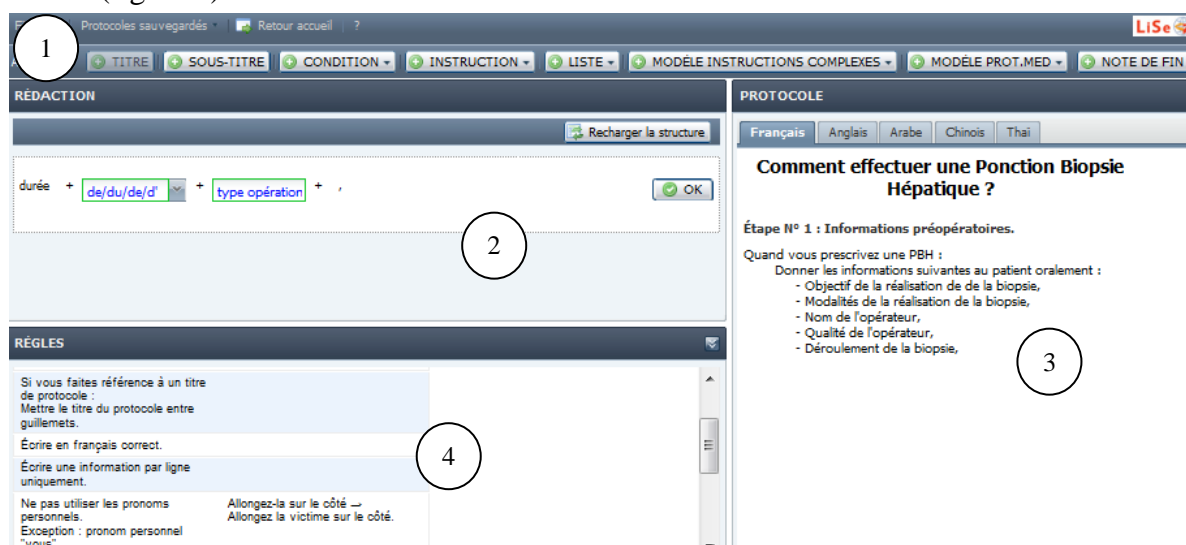 Protocoles sauvegardés Retour accueil ?
LiSe
1
TITRE SOUS-TITRE CONDITION INSTRUCTION LISTE MODÈLE INSTRUCTIONS COMPLEXES MODÈLE PROT.MED NOTE DE FIN
RÉDACTION
Recharger la structure
durée + de/du/de/d' + type opération + ,
OK
2
RÈGLES
Si vous faites référence à un titre
de protocole :
Mettre le titre du protocole entre
guillemets.
Écrire en français correct.
Écrire une information par ligne
uniquement.
Ne pas utiliser les pronoms
personnels.
Exception : pronom personnel
"vous"
Allongez-la sur le côté →
Allongez la victime sur le côté.
4
PROTOCOLE
Français Anglais Arabe Chinois Thai
Comment effectuer une Ponction Biopsie
Hépatique ?
Étape Nº 1 : Informations préopératoires.
Quand vous prescrivez une PBH :
Donner les informations suivantes au patient oralement :
- Objectif de la réalisation de de la biopsie,
- Modalités de la réalisation de la biopsie,
- Nom de l'opérateur,
- Qualité de l'opérateur,
- Déroulement de la biopsie,
3